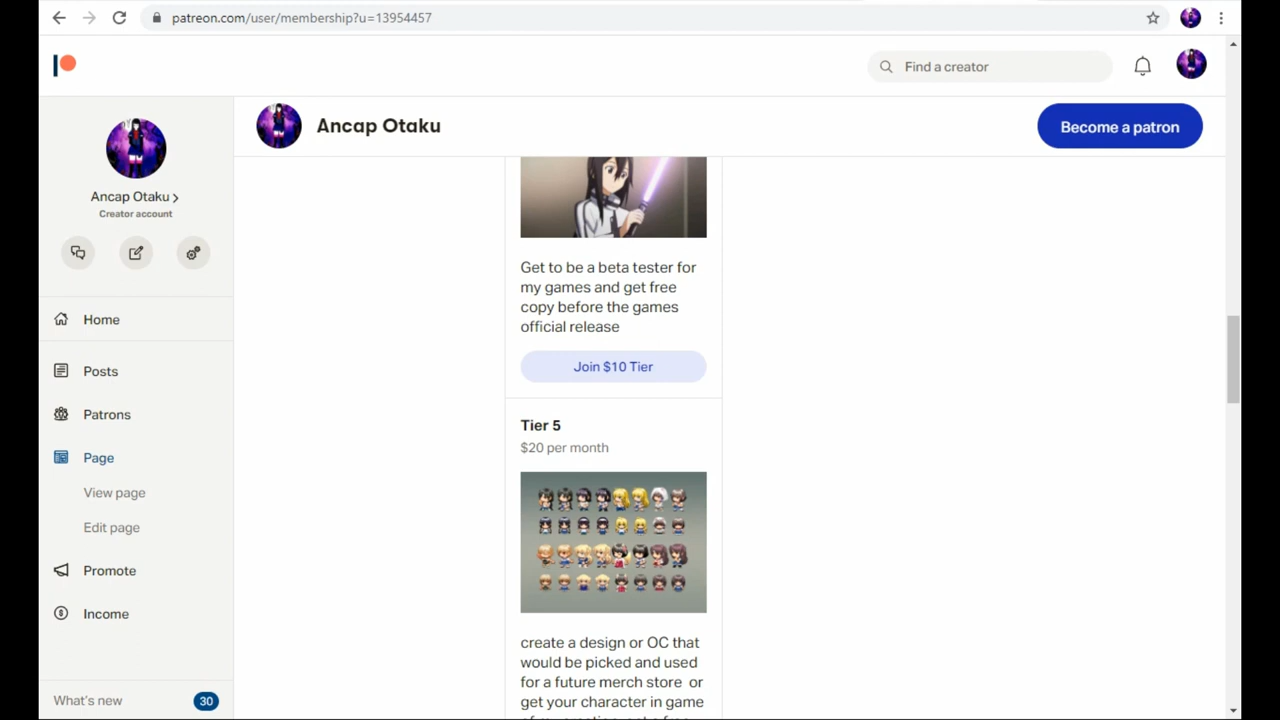 patreon.com/user/membership?u=13954457
Find a creator
Ancap Otaku
Become a patron
Ancap Otaku
Creator account
Home
Posts
Patrons
Page
View page
Edit page
Promote
Income
What's new
30
Get to be a beta tester for
my games and get free
copy before the games
official release
Join $10 Tier
Tier 5
$20 per month
create a design or OC that
would be picked and used
for a future merch store or
get your character in game